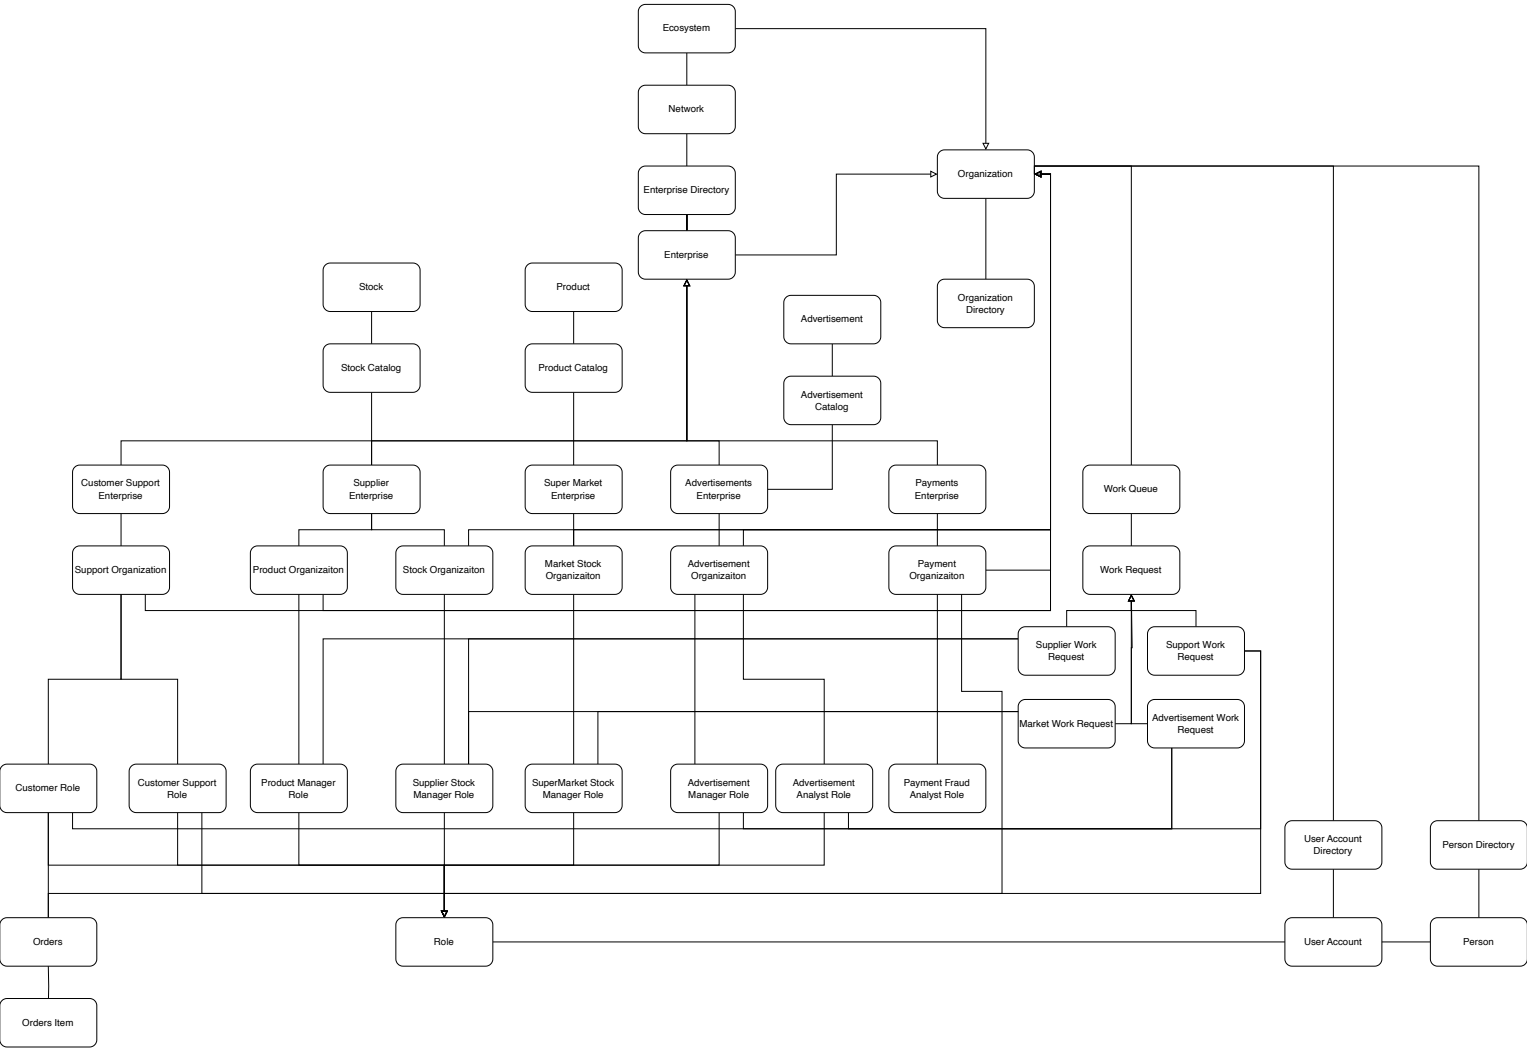 Ecosystem
Network
Organization
Enterprise Directory
Enterprise
Stock
Product
Organization
Directory
Advertisement
Stock Catalog
Product Catalog
Advertisement
Catalog
Customer Support
Enterprise
Supplier
Enterprise
Super Market
Enterprise
Advertisements
Enterprise
Payments
Enterprise
Work Queue
Support Organization
Product Organizaiton
Stock Organizaiton
Market Stock
Organizaiton
Advertisement
Organizaiton
Payment
Organizaiton
Work Request
Supplier Work
Request
Support Work
Request
Market Work Request
Advertisement Work
Request
Customer Role
Customer Support
Role
Product Manager
Role
Supplier Stock
Manager Role
SuperMarket Stock
Manager Role
Advertisement
Manager Role
Advertisement
Analyst Role
Payment Fraud
Analyst Role
User Account
Directory
Person Directory
Orders
Role
User Account
Person
Orders Item